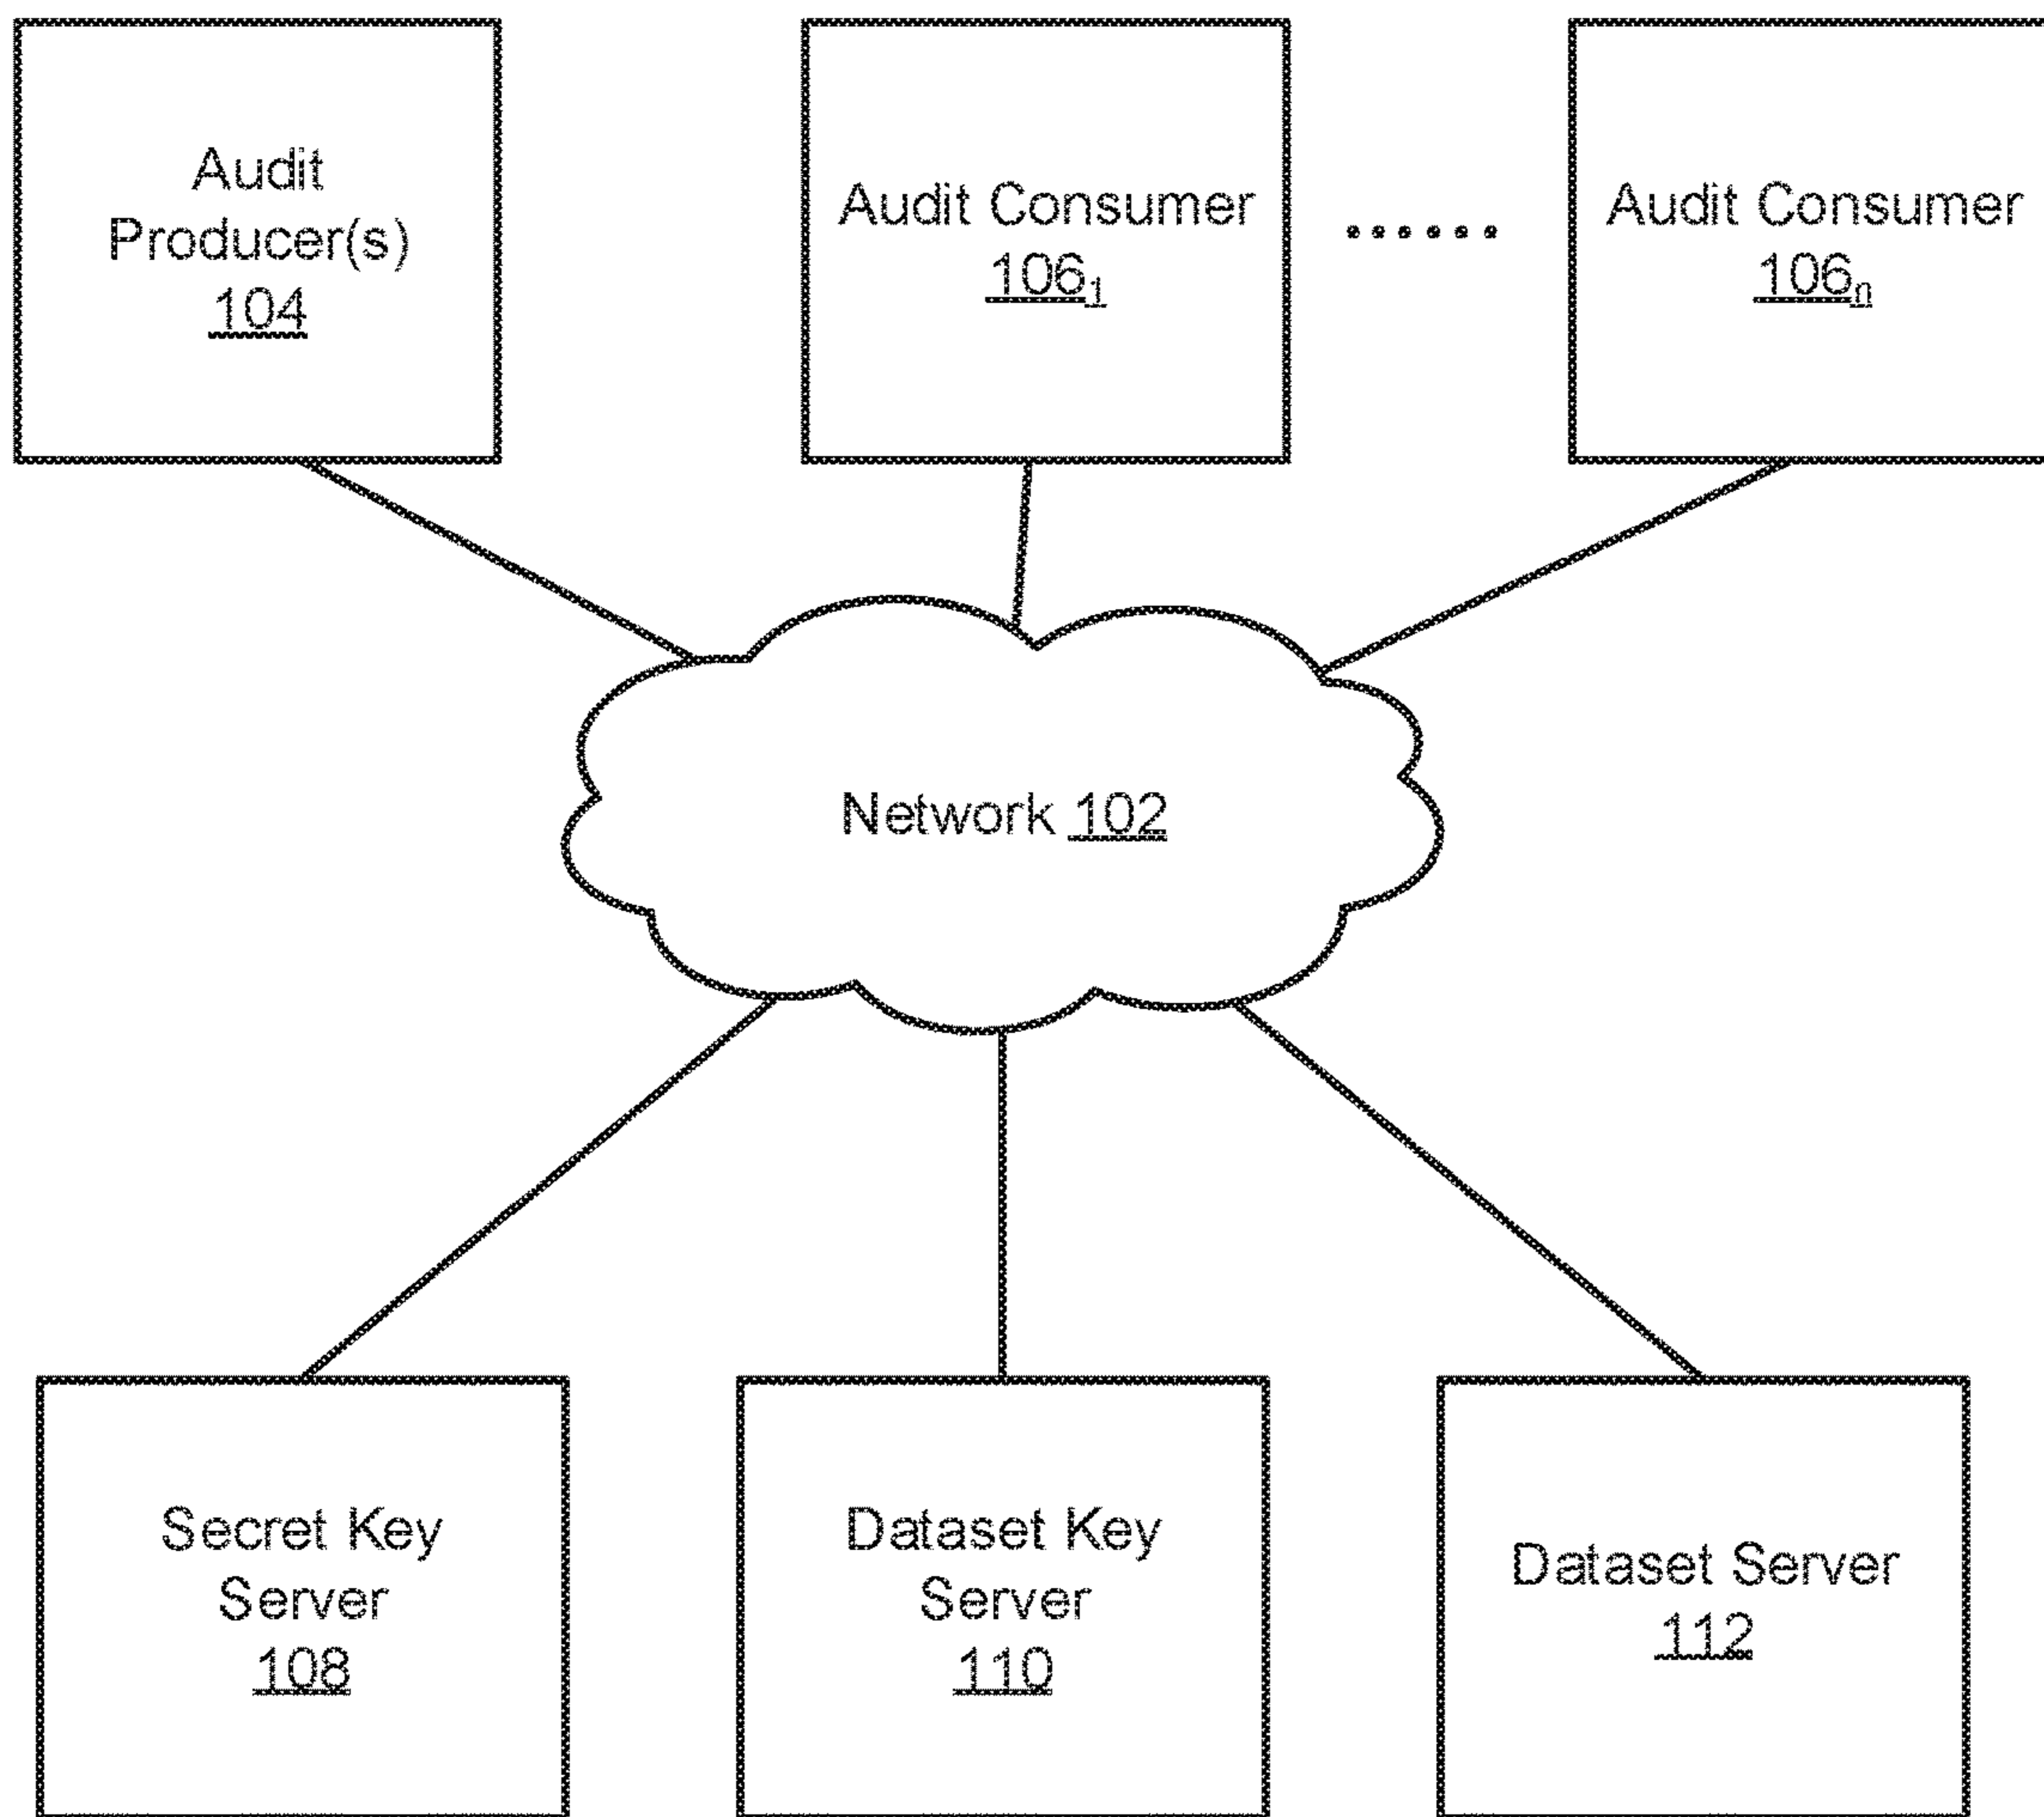 Audit
Producer(s)
104
Audit Consumer
106₁
......
Audit Consumer
106ₙ
Network 102
Secret Key
Server
108
Dataset Key
Server
110
Dataset Server
112